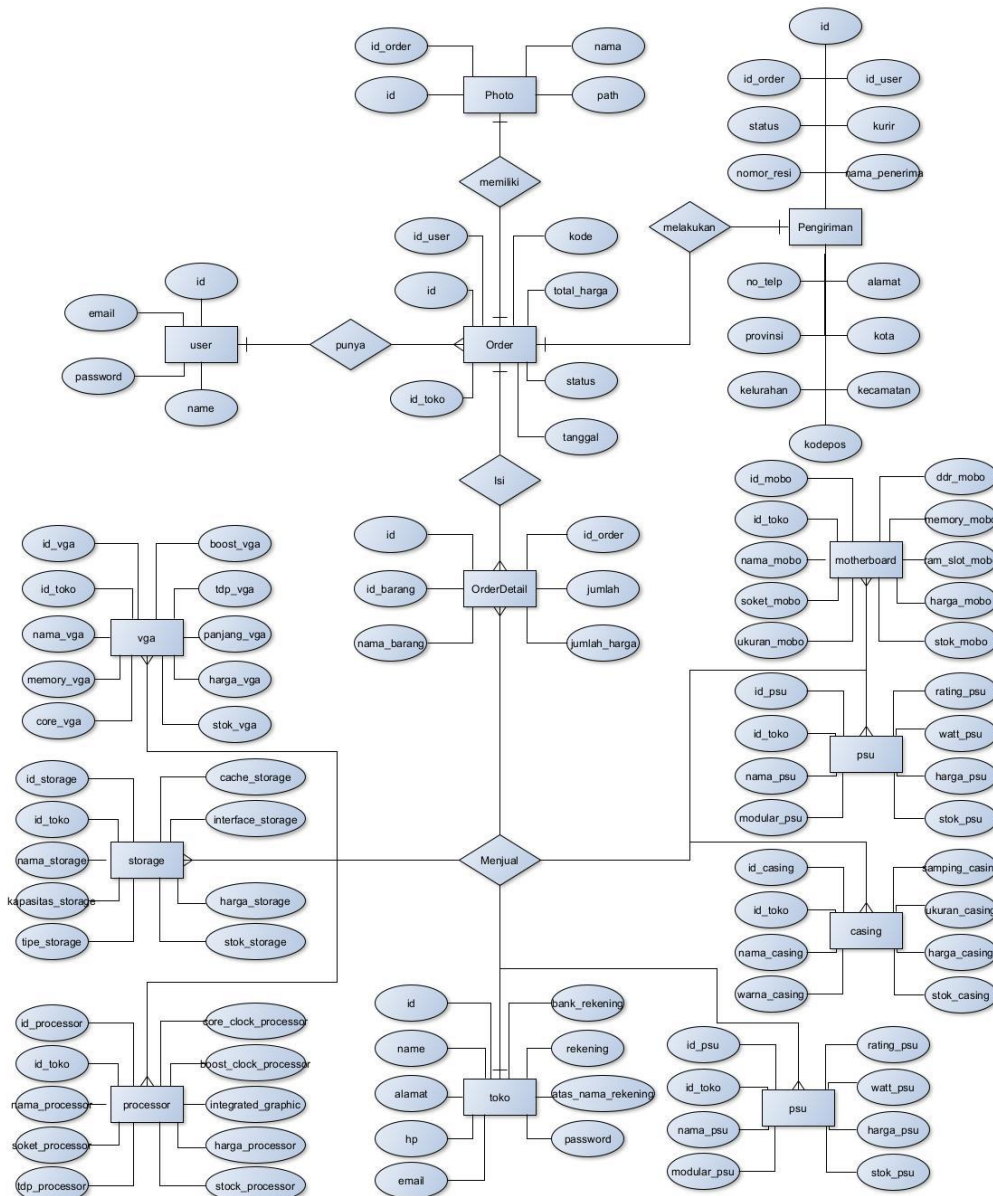 id
id_order
nama
id
Photo
path
id_order
id_user
status
kurir
nomor_resi
nama_penerima
memiliki
melakukan
Pengiriman
id_user
kode
id
total_harga
no_telp
alamat
id
email
user
punya
Order
provinsi
kota
password
name
id_toko
status
kelurahan
kecamatan
tanggal
kodepos
Isi
id_mobo
ddr_mobo
id_toko
memory_mobo
nama_mobo
motherboard
ram_slot_mobo
soket_mobo
harga_mobo
ukuran_mobo
stok_mobo
id
id_order
id_barang
OrderDetail
jumlah
nama_barang
jumlah_harga
id_vga
boost_vga
id_toko
tdp_vga
nama_vga
vga
panjang_vga
memory_vga
harga_vga
core_vga
stok_vga
id_psu
rating_psu
id_toko
watt_psu
psu
nama_psu
harga_psu
modular_psu
stok_psu
id_storage
cache_storage
id_toko
interface_storage
nama_storage
storage
kapasitas_storage
harga_storage
tipe_storage
stok_storage
Menjual
id_casing
samping_casing
id_toko
ukuran_casing
casing
nama_casing
harga_casing
warna_casing
stok_casing
id_processor
core_clock_processor
id_toko
boost_clock_processor
nama_processor
processor
integrated_graphic
soket_processor
harga_processor
tdp_processor
stock_processor
id
bank_rekening
name
rekening
alamat
toko
atas_nama_rekening
hp
password
email
id_psu
rating_psu
id_toko
watt_psu
psu
nama_psu
harga_psu
modular_psu
stok_psu